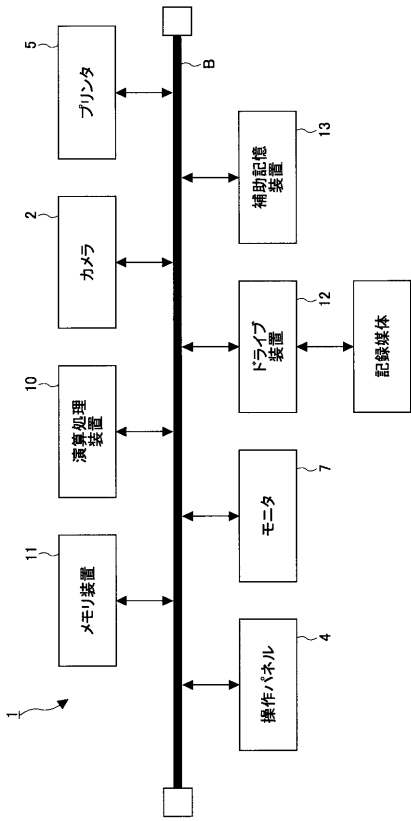 1
11
メモリ装置
10
演算処理
装置
2
カメラ
5
プリンタ
B
操作パネル
4
モニタ
7
ドライブ
装置
12
補助記憶
装置
13
記録媒体